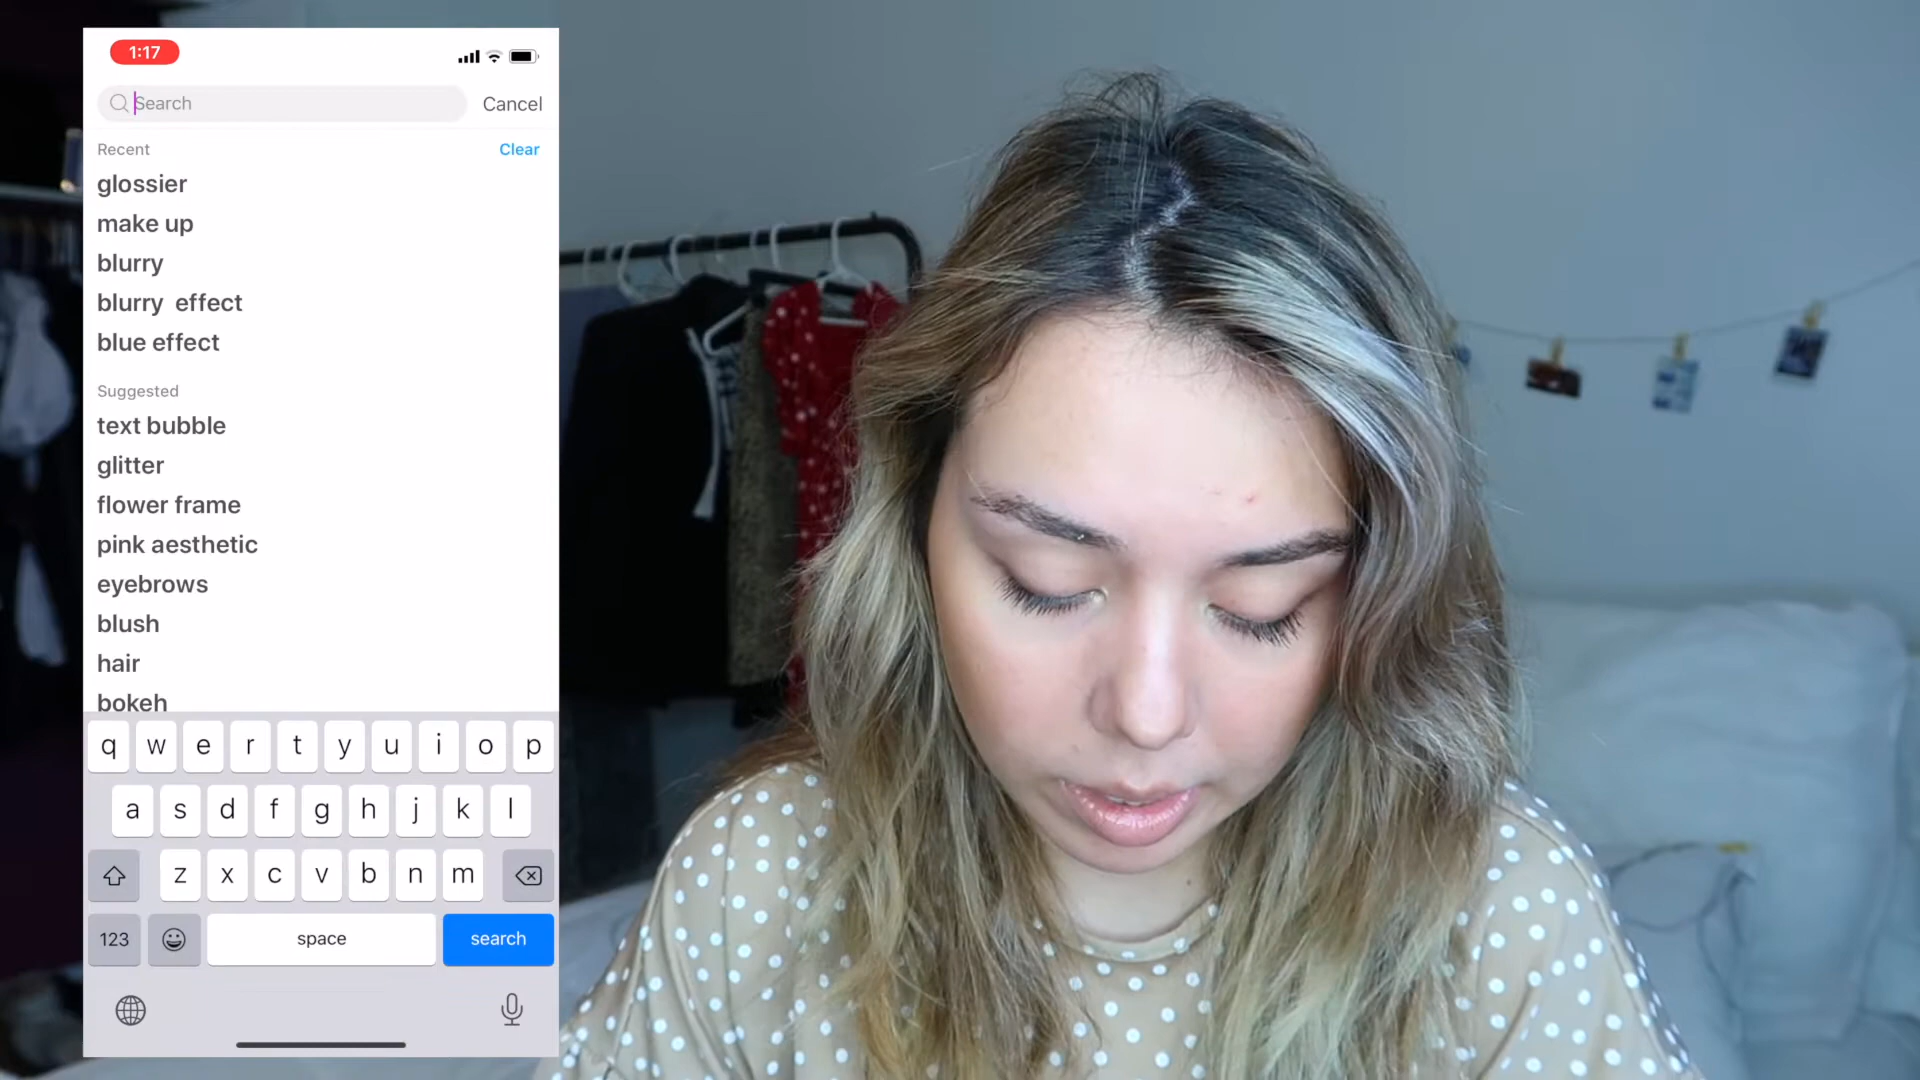 1:17
Search
Cancel
Recent
Clear
glossier
make up
blurry
blurry  effect
blue effect
Suggested
text bubble
glitter
flower frame
pink aesthetic
eyebrows
blush
hair
bokeh
q w e r t y u i o p
a s d f g h j k l
z x c v b n m
123
space
search